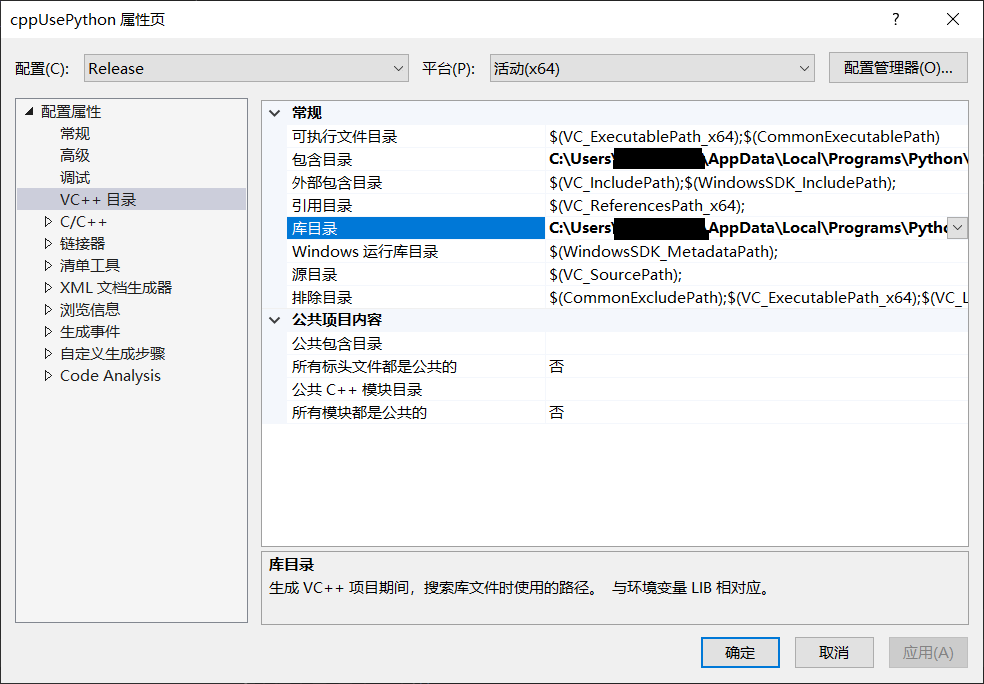 cppUsePython 属性页
配置(C): Release 平台(P): 活动(x64) 配置管理器(O)...
配置属性
常规
高级
调试
VC++ 目录
C/C++
链接器
清单工具
XML 文档生成器
浏览信息
生成事件
自定义生成步骤
Code Analysis
常规
可执行文件目录 $(VC_ExecutablePath_x64);$(CommonExecutablePath)
包含目录 C:\Users\ \AppData\Local\Programs\Python\
外部包含目录 $(VC_IncludePath);$(WindowsSDK_IncludePath);
引用目录 $(VC_ReferencesPath_x64);
库目录 C:\Users\ \AppData\Local\Programs\Pytho
Windows 运行库目录 $(WindowsSDK_MetadataPath);
源目录 $(VC_SourcePath);
排除目录 $(CommonExcludePath);$(VC_ExecutablePath_x64);$(VC_L
公共项目内容
公共包含目录
所有标头文件都是公共的 否
公共 C++ 模块目录
所有模块都是公共的 否
库目录
生成 VC++ 项目期间，搜索库文件时使用的路径。 与环境变量 LIB 相对应。
确定 取消 应用(A)